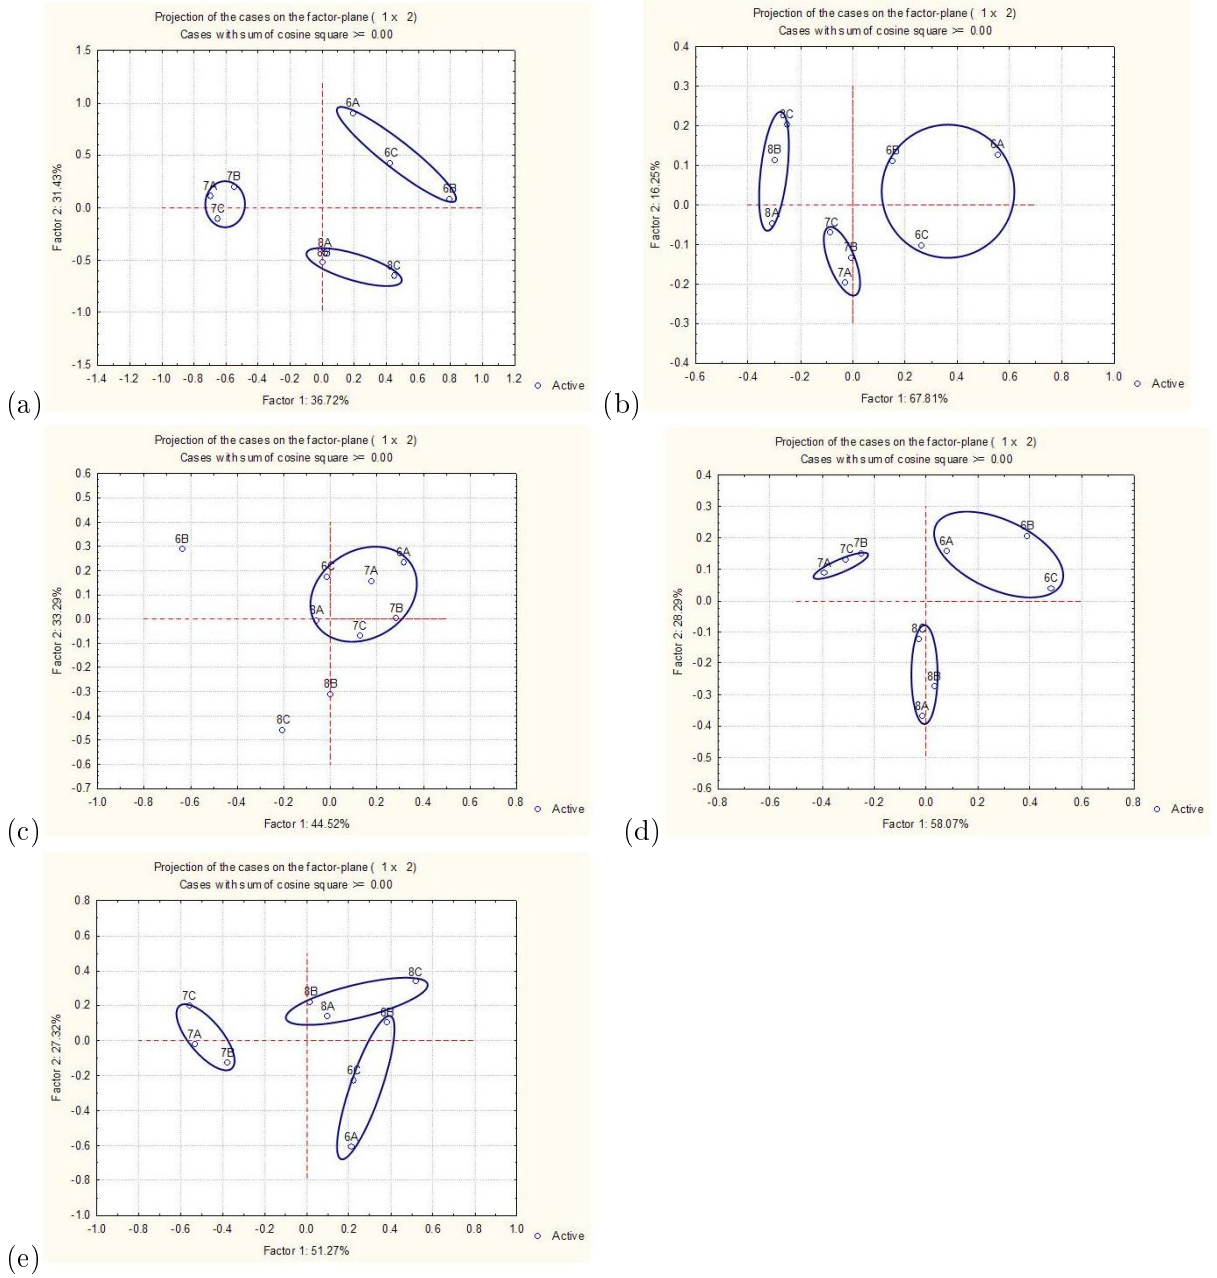 Projection of the cases on the factor-plane ( 1 x 2)
Cases with sum of cosine square >= 0.00
1.5
1.0
0.5
0.0
-0.5
-1.0
-1.5
Factor 2: 31.43%
6A
6C
6B
7B
7A
7C
8A
8B
8C
-1.4 -1.2 -1.0 -0.8 -0.6 -0.4 -0.2 0.0 0.2 0.4 0.6 0.8 1.0 1.2
Factor 1: 36.72%
Active
(a)
Projection of the cases on the factor-plane ( 1 x 2)
Cases with sum of cosine square >= 0.00
0.4
0.3
0.2
0.1
0.0
-0.1
-0.2
-0.3
-0.4
Factor 2: 16.25%
8C
8B
8A
6B
6A
6C
7C
7B
7A
-0.6 -0.4 -0.2 0.0 0.2 0.4 0.6 0.8 1.0
Factor 1: 67.81%
Active
(b)
Projection of the cases on the factor-plane ( 1 x 2)
Cases with sum of cosine square >= 0.00
0.6
0.5
0.4
0.3
0.2
0.1
0.0
-0.1
-0.2
-0.3
-0.4
-0.5
-0.6
-0.7
Factor 2: 33.29%
6B
6A
6C
7A
8A
7B
7C
8B
8C
-1.0 -0.8 -0.6 -0.4 -0.2 0.0 0.2 0.4 0.6 0.8
Factor 1: 44.52%
Active
(c)
Projection of the cases on the factor-plane ( 1 x 2)
Cases with sum of cosine square >= 0.00
0.4
0.3
0.2
0.1
0.0
-0.1
-0.2
-0.3
-0.4
-0.5
-0.6
Factor 2: 28.29%
6B
6A
7B
7C
7A
6C
8C
8B
8A
-0.8 -0.6 -0.4 -0.2 0.0 0.2 0.4 0.6 0.8
Factor 1: 58.07%
Active
(d)
Projection of the cases on the factor-plane ( 1 x 2)
Cases with sum of cosine square >= 0.00
0.8
0.6
0.4
0.2
0.0
-0.2
-0.4
-0.6
-0.8
-1.0
Factor 2: 27.32%
8C
7C
8B
8A
6B
7A
7B
6C
6A
-1.0 -0.8 -0.6 -0.4 -0.2 0.0 0.2 0.4 0.6 0.8 1.0
Factor 1: 51.27%
Active
(e)